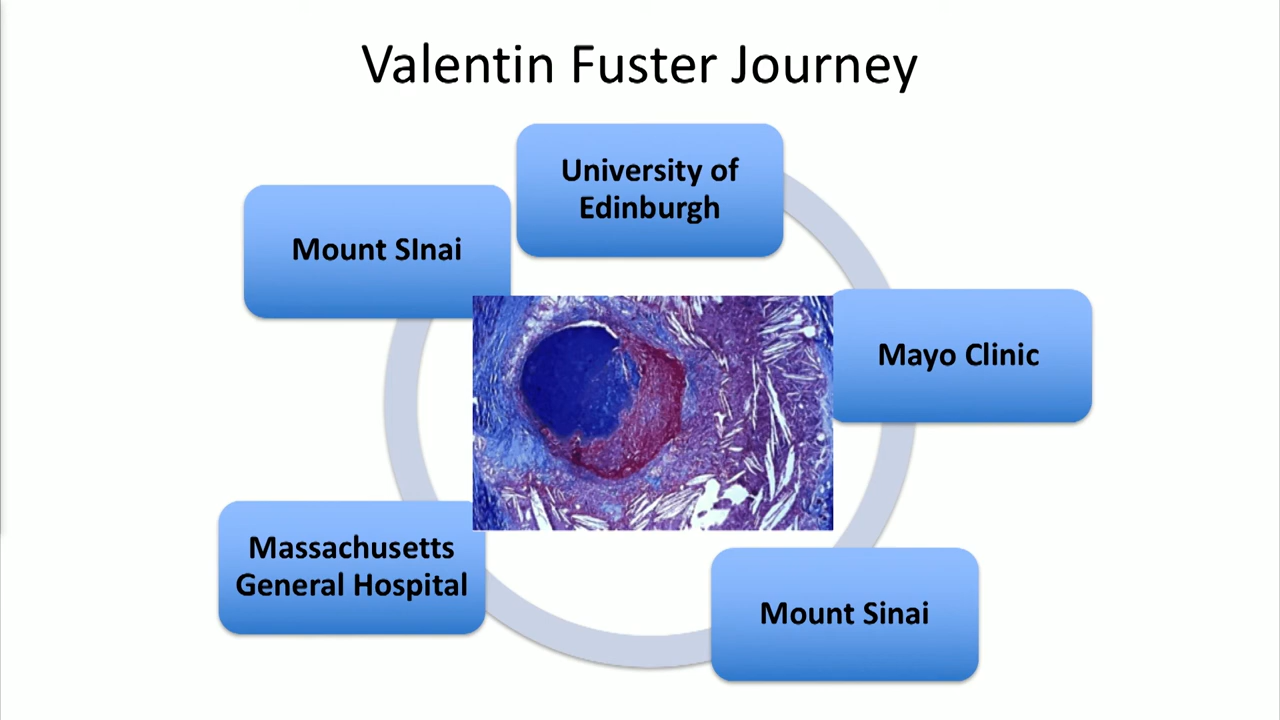 Valentin Fuster Journey
University of
Edinburgh
Mayo Clinic
Mount Sinai
Massachusetts
General Hospital
Mount SInai